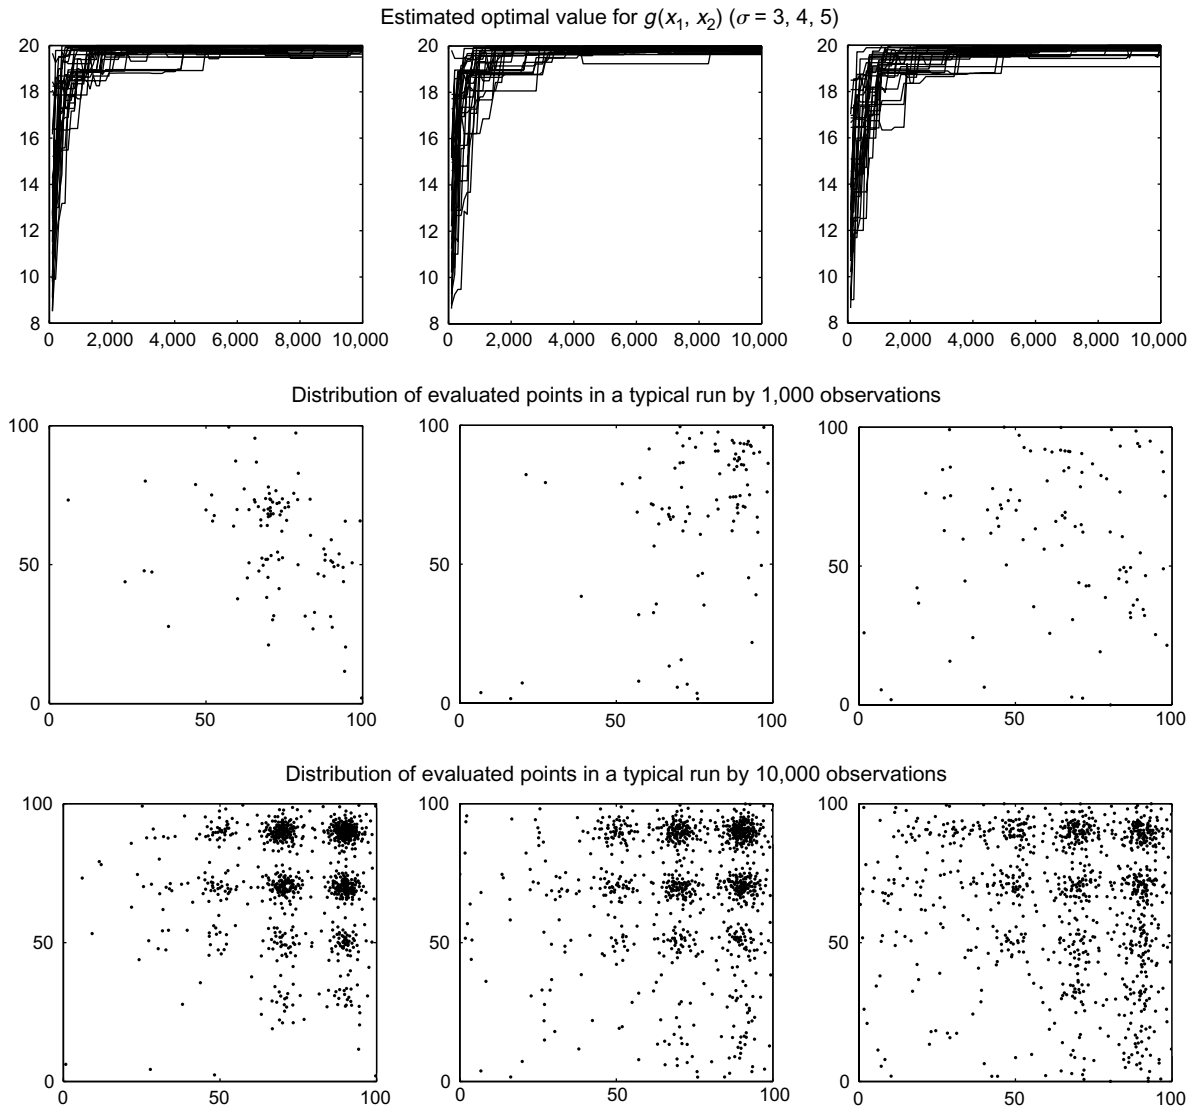 Estimated optimal value for g(x1, x2) (σ = 3, 4, 5)
20 20 20
18 18 18
16 16 16
14 14 14
12 12 12
10 10 10
8 8 8
0 2,000 4,000 6,000 8,000 10,000 0 2,000 4,000 6,000 8,000 10,000 0 2,000 4,000 6,000 8,000 10,000
Distribution of evaluated points in a typical run by 1,000 observations
100 100 100
50 50 50
0 0 0
0 50 100 0 50 100 0 50 100
Distribution of evaluated points in a typical run by 10,000 observations
100 100 100
50 50 50
0 0 0
0 50 100 0 50 100 0 50 100